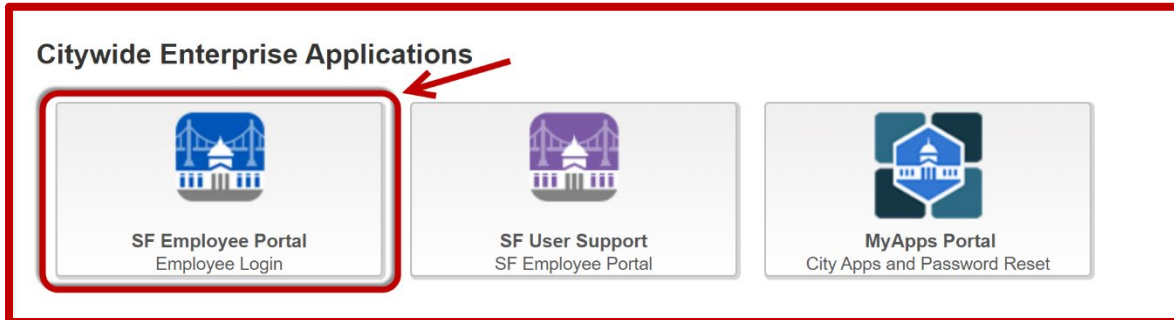 Citywide Enterprise Applications
SF Employee Portal
Employee Login
SF User Support
SF Employee Portal
MyApps Portal
City Apps and Password Reset